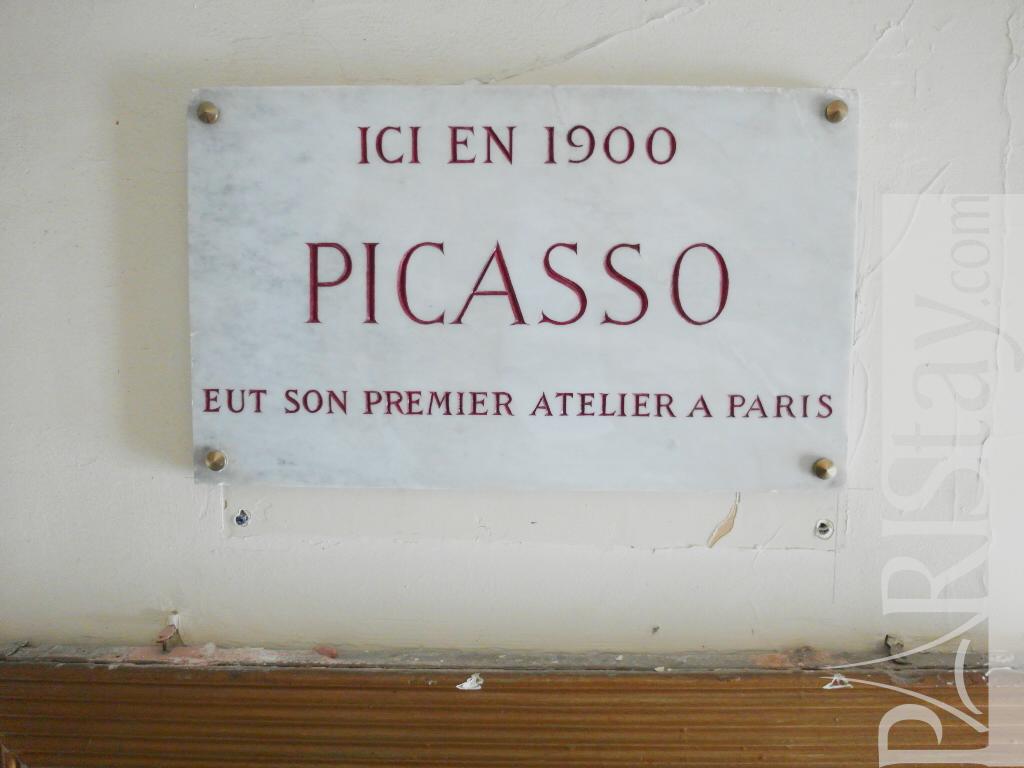 ICI EN 1900
PICASSO
EUT SON PREMIER ATELIER A PARIS
PARIStay.com